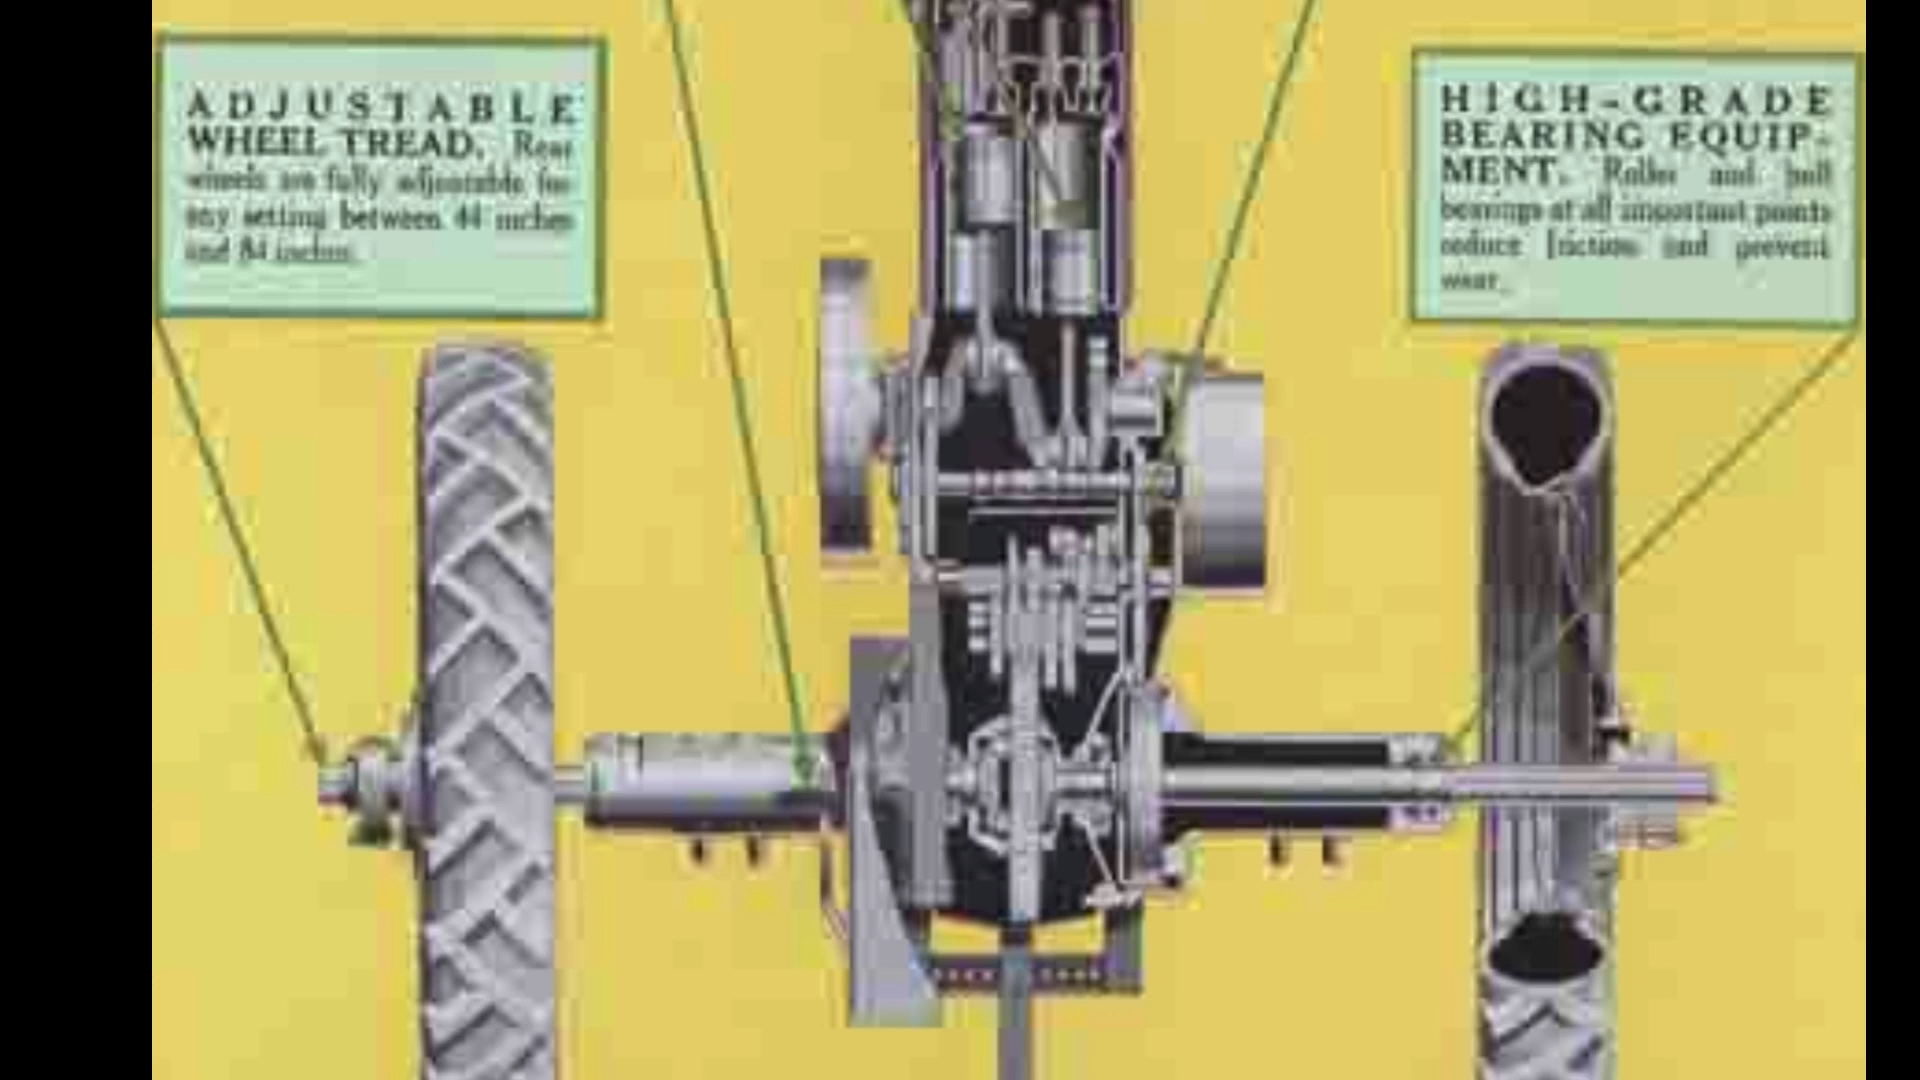 ADJUSTABLE
WHEEL TREAD. Rear
wheels are fully adjustable for
any setting between 44 inches
and 84 inches.
HIGH-GRADE
BEARING EQUIP-
MENT. Roller and ball
bearings at all important points
reduce friction and prevent
wear.